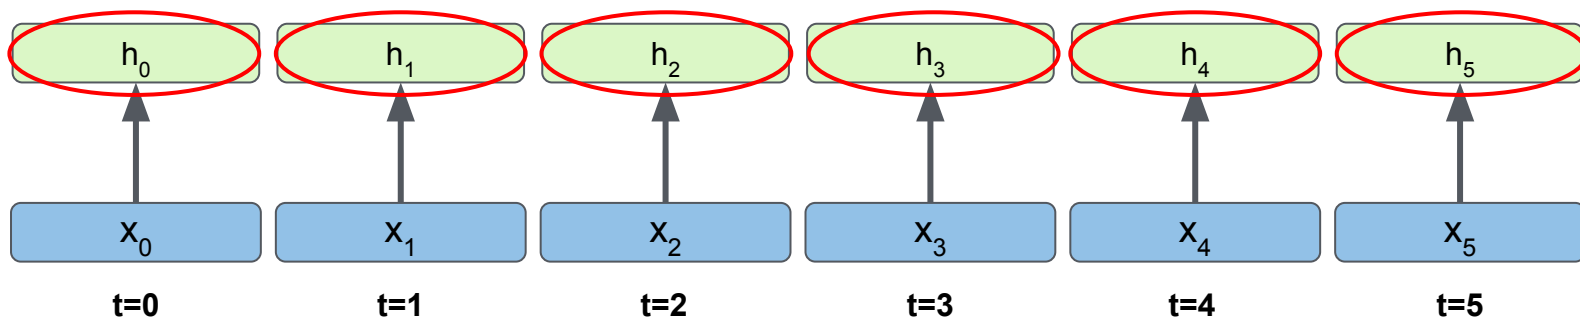 h₀ h₁ h₂ h₃ h₄ h₅
x₀ x₁ x₂ x₃ x₄ x₅
t=0 t=1 t=2 t=3 t=4 t=5